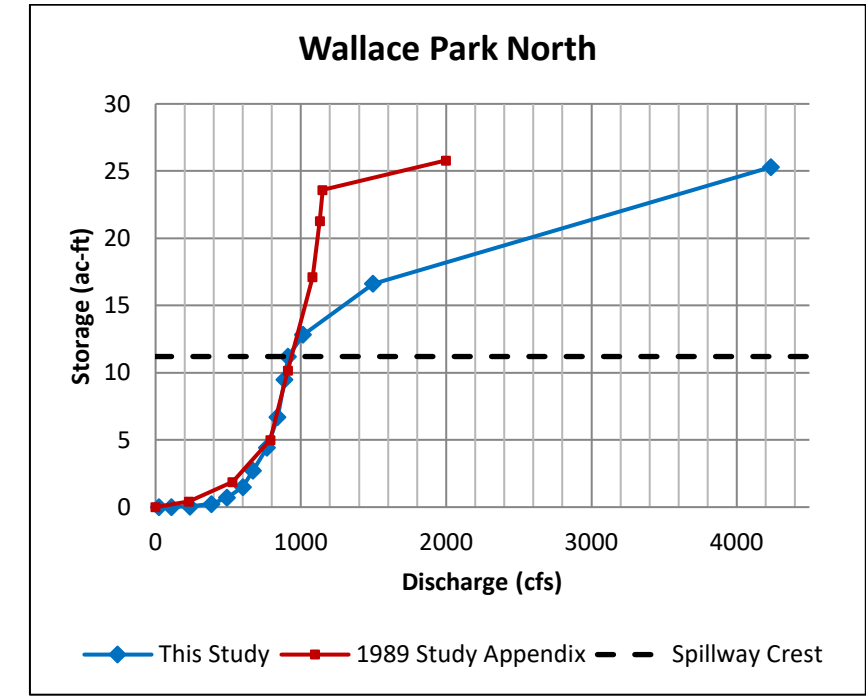 Wallace Park North
30
25
20
15
10
5
0
Storage (ac-ft)
0 1000 2000 3000 4000
Discharge (cfs)
This Study 1989 Study Appendix Spillway Crest